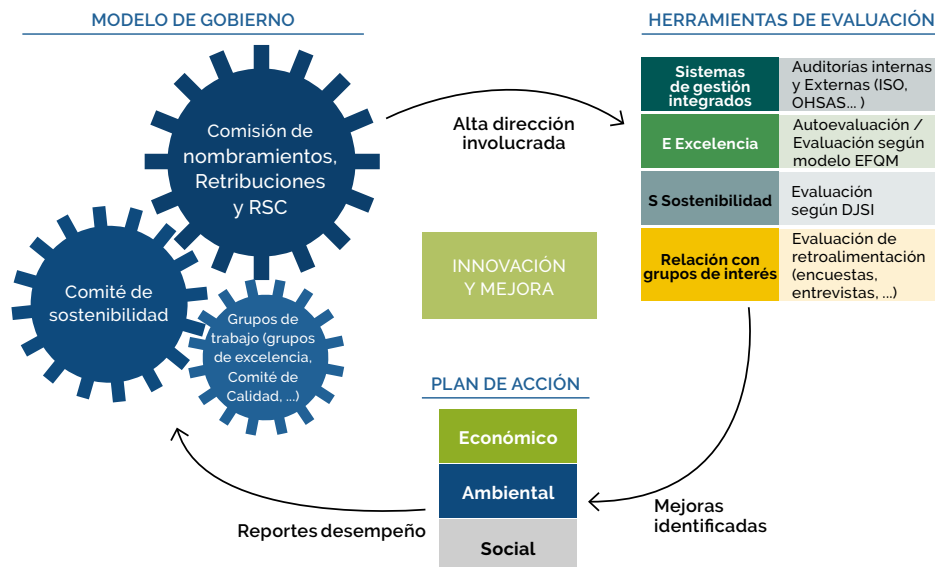 MODELO DE GOBIERNO
Comisión de
nombramientos,
Retribuciones
y RSC
Comité de
sostenibilidad
Grupos de
trabajo (grupos
de excelencia,
Comité de
Calidad, ...)
Alta dirección
involucrada
HERRAMIENTAS DE EVALUACIÓN
Sistemas
de gestión
integrados
Auditorías internas
y Externas (ISO,
OHSAS... )
E Excelencia
Autoevaluación /
Evaluación según
modelo EFQM
S Sostenibilidad
Evaluación
según DJSI
Relación con
grupos de interés
Evaluación de
retroalimentación
(encuestas,
entrevistas, ...)
INNOVACIÓN
Y MEJORA
PLAN DE ACCIÓN
Económico
Ambiental
Social
Mejoras
identificadas
Reportes desempeño